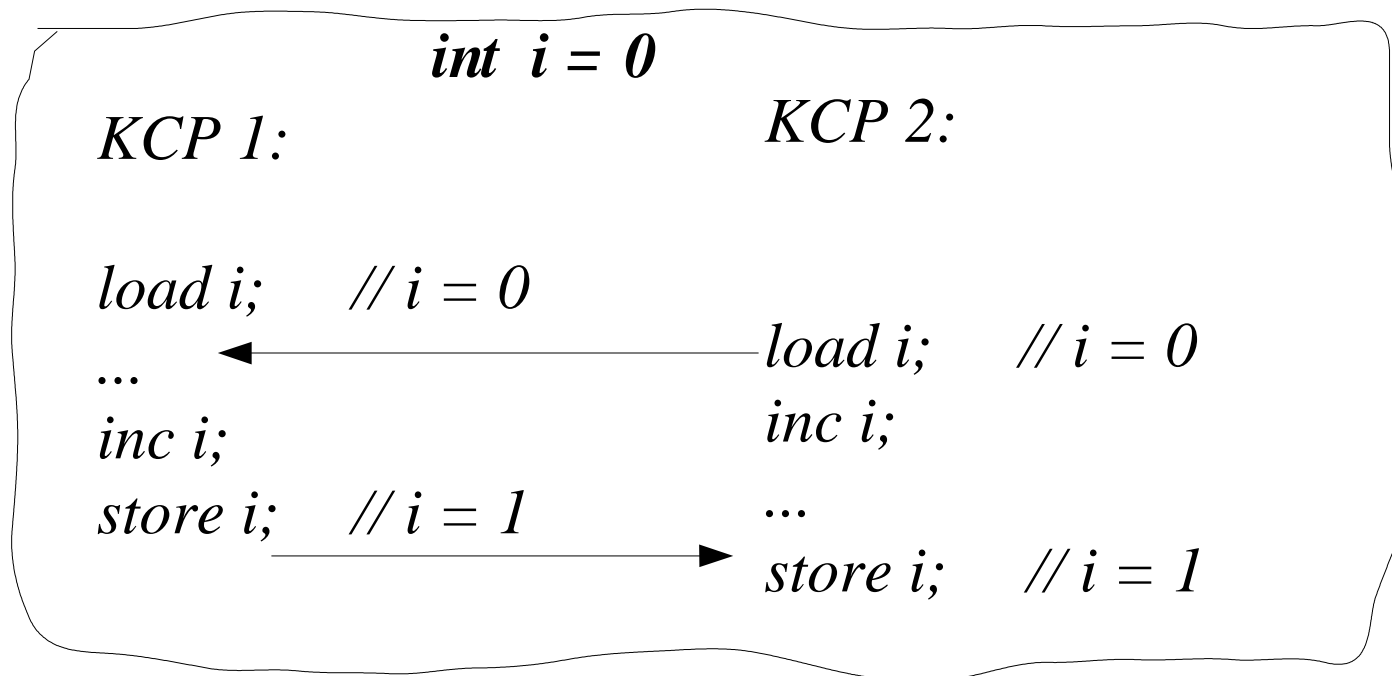 int i = 0
KCP 1:
load i; // i = 0
...
inc i;
store i; // i = 1
KCP 2:
load i; // i = 0
inc i;
...
store i; // i = 1